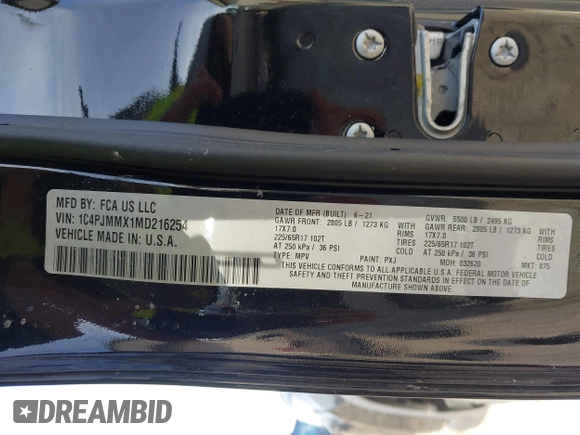 MFD BY: FCA US LLC
VIN: 1C4PJMMX1MD216254
VEHICLE MADE IN U.S.A.
DATE OF MFR (BUILT): 6-21 GVWR: 5500 LB / 2495 KG
GAWR FRONT: 2805 LB / 1273 KG WITH GAWR REAR: 2805 LB / 1273 KG WITH
17X7.0 RIMS 17X7.0 RIMS
225/65R17 102T TIRES 225/65R17 102T TIRES
AT 250 kPa / 36 PSI COLD AT 250 kPa / 36 PSI COLD
TYPE: MPV PAINT: PXJ MDH: 032620 MKT: 875
THIS VEHICLE CONFORMS TO ALL APPLICABLE U.S.A. FEDERAL MOTOR VEHICLE
SAFETY STANDARDS IN EFFECT ON THE DATE OF
MANUFACTURE SHOWN ABOVE.
DREAMBID